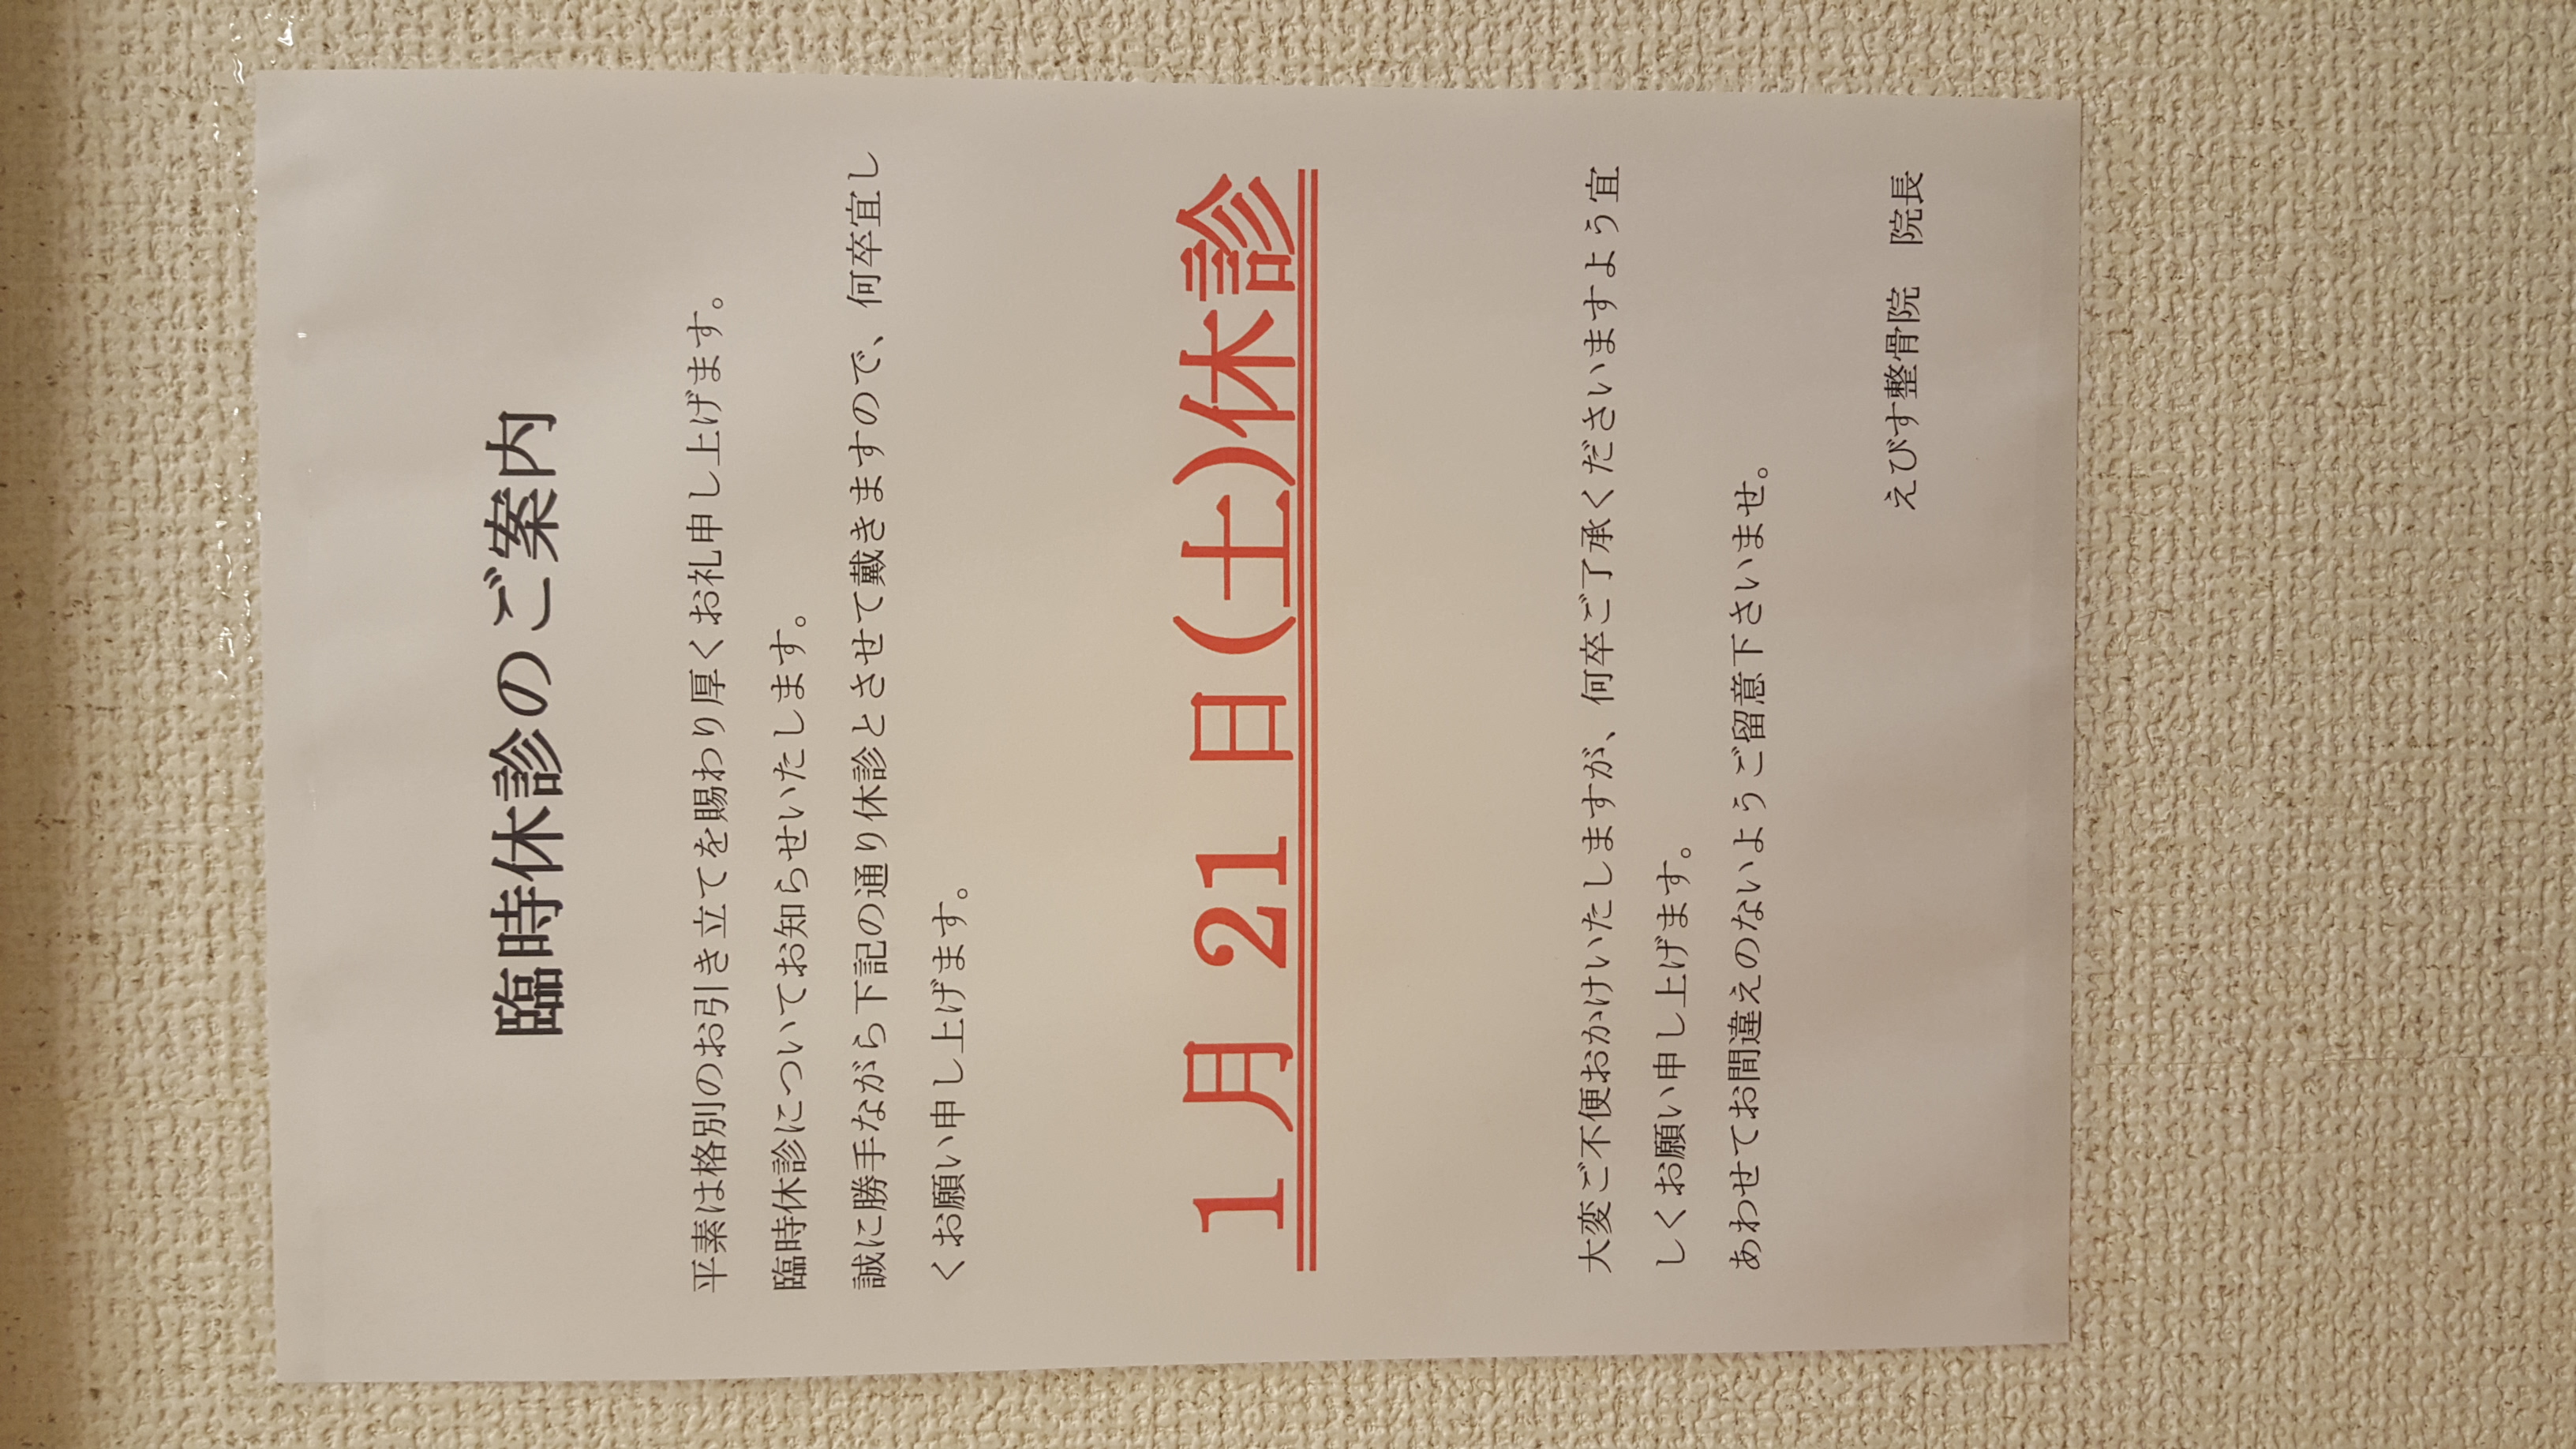 臨時休診のご案内
平素は格別のお引き立てを賜わり厚くお礼申し上げます。
臨時休診についてお知らせいたします。
誠に勝手ながら下記の通り休診とさせて戴きますので、何卒宜し
くお願い申し上げます。
1月21日(土)休診
大変ご不便おかけいたしますが、何卒ご了承くださいますよう宜
しくお願い申し上げます。
あわせてお間違えのないようご留意下さいませ。
えびす整骨院　院長